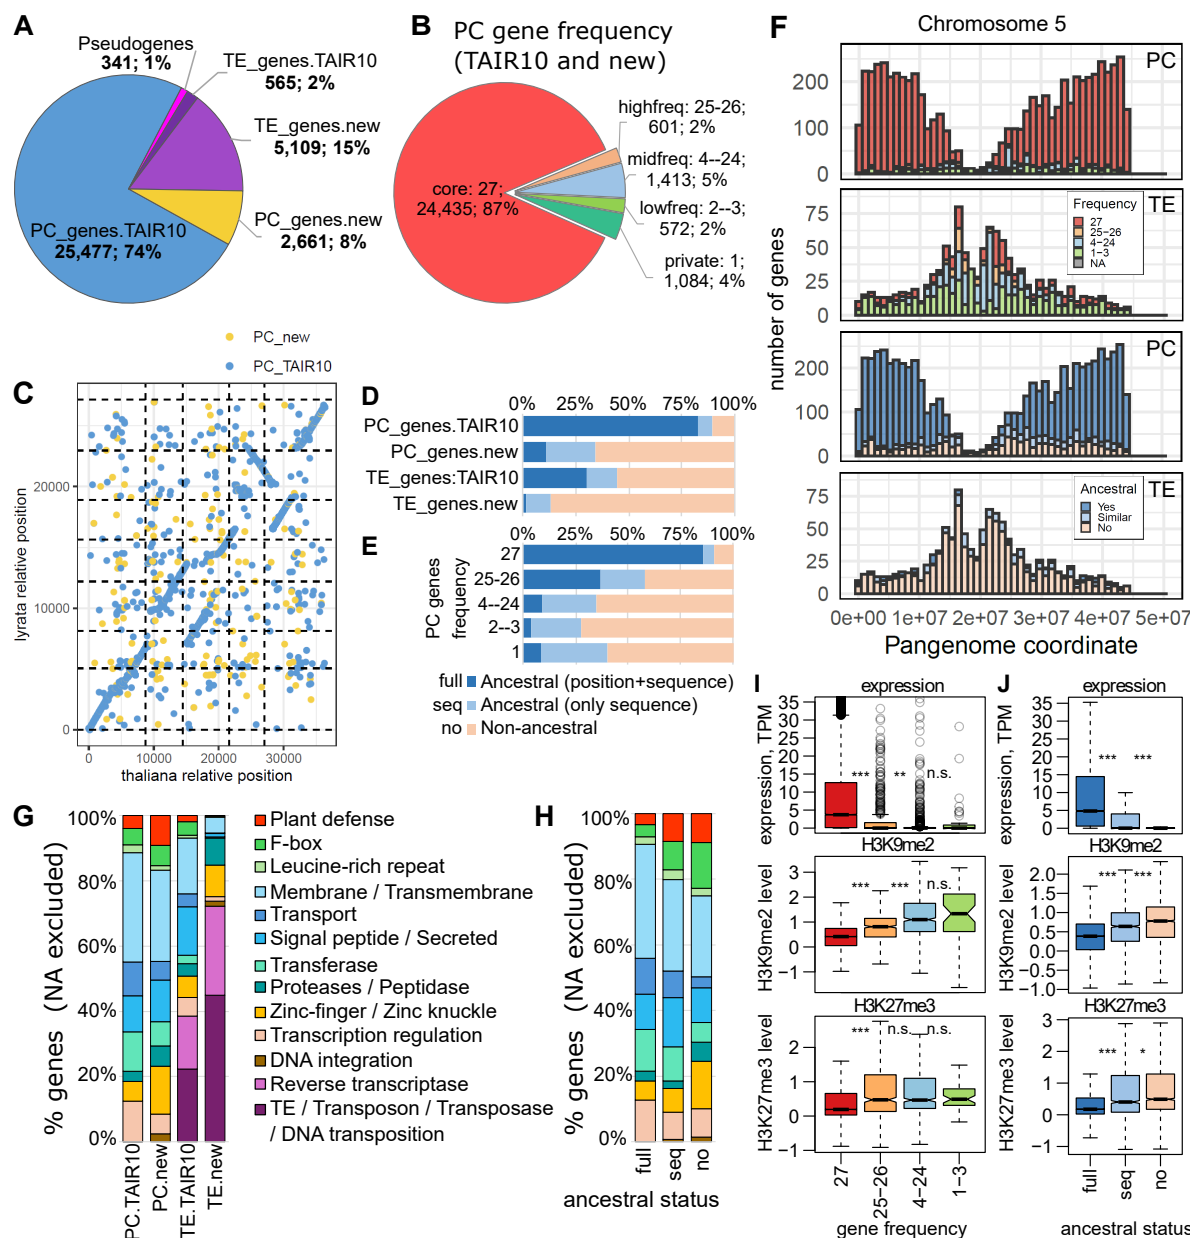 A
Pseudogenes
341; 1%
TE_genes.TAIR10
565; 2%
TE_genes.new
5,109; 15%
PC_genes.new
2,661; 8%
PC_genes.TAIR10
25,477; 74%
B
PC gene frequency
(TAIR10 and new)
highfreq: 25-26;
601; 2%
midfreq: 4--24;
1,413; 5%
lowfreq: 2--3;
572; 2%
private: 1;
1,084; 4%
core: 27;
24,435; 87%
C
PC_new
PC_TAIR10
lyrata relative position
20000
10000
0
0
10000
20000
30000
thaliana relative position
D
0%
25%
50%
75%
100%
PC_genes.TAIR10
PC_genes.new
TE_genes:TAIR10
TE_genes.new
E
0%
25%
50%
75%
100%
PC genes
frequency
27
25-26
4--24
2--3
1
full Ancestral (position+sequence)
seq Ancestral (only sequence)
no Non-ancestral
F
Chromosome 5
number of genes
PC
200
100
0
TE
75
50
25
0
Frequency
27
25-26
4-24
1-3
NA
PC
200
100
0
TE
75
50
25
0
Ancestral
Yes
Similar
No
0e+00
1e+07
2e+07
3e+07
4e+07
5e+07
Pangenome coordinate
G
% genes (NA excluded)
100%
80%
60%
40%
20%
0%
PC.TAIR10
PC.new
TE.TAIR10
TE.new
Plant defense
F-box
Leucine-rich repeat
Membrane / Transmembrane
Transport
Signal peptide / Secreted
Transferase
Proteases / Peptidase
Zinc-finger / Zinc knuckle
Transcription regulation
DNA integration
Reverse transcriptase
TE / Transposon / Transposase
/ DNA transposition
H
% genes (NA excluded)
100%
80%
60%
40%
20%
0%
full
seq
no
ancestral status
I
expression
expression, TPM
35
30
25
20
15
10
5
0
***
**
n.s.
H3K9me2
H3K9me2 level
3
2
1
0
−1
***
***
n.s.
H3K27me3
H3K27me3 level
2
1
0
−1
***
n.s.
n.s.
27
25−26
4−24
1−3
gene frequency
J
expression
expression, TPM
35
30
25
20
15
10
5
0
***
***
H3K9me2
H3K9me2 level
2.0
1.5
1.0
0.5
0.0
−0.5
−1.0
***
***
H3K27me3
H3K27me3 level
3
2
1
0
−1
***
*
full
seq
no
ancestral status